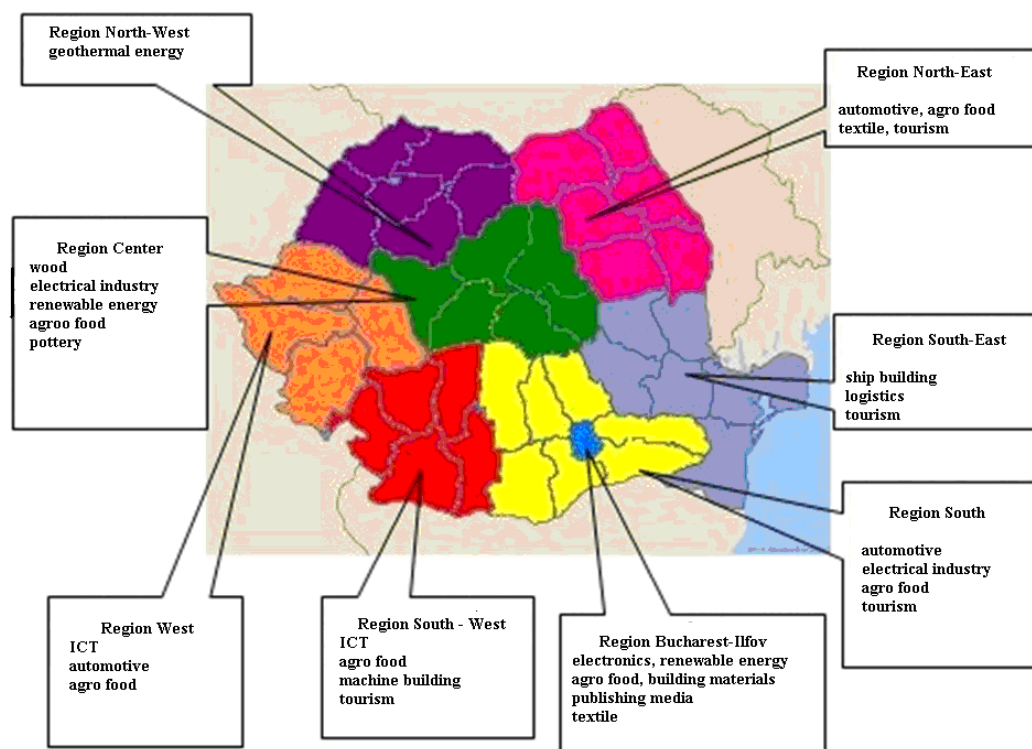 Region North-West
geothermal energy
Region North-East
automotive, agro food
textile, tourism
Region Center
wood
electrical industry
renewable energy
agroo food
pottery
Region South-East
ship building
logistics
tourism
Region South
automotive
electrical industry
agro food
tourism
Region West
ICT
automotive
agro food
Region South - West
ICT
agro food
machine building
tourism
Region Bucharest-Ilfov
electronics, renewable energy
agro food, building materials
publishing media
textile